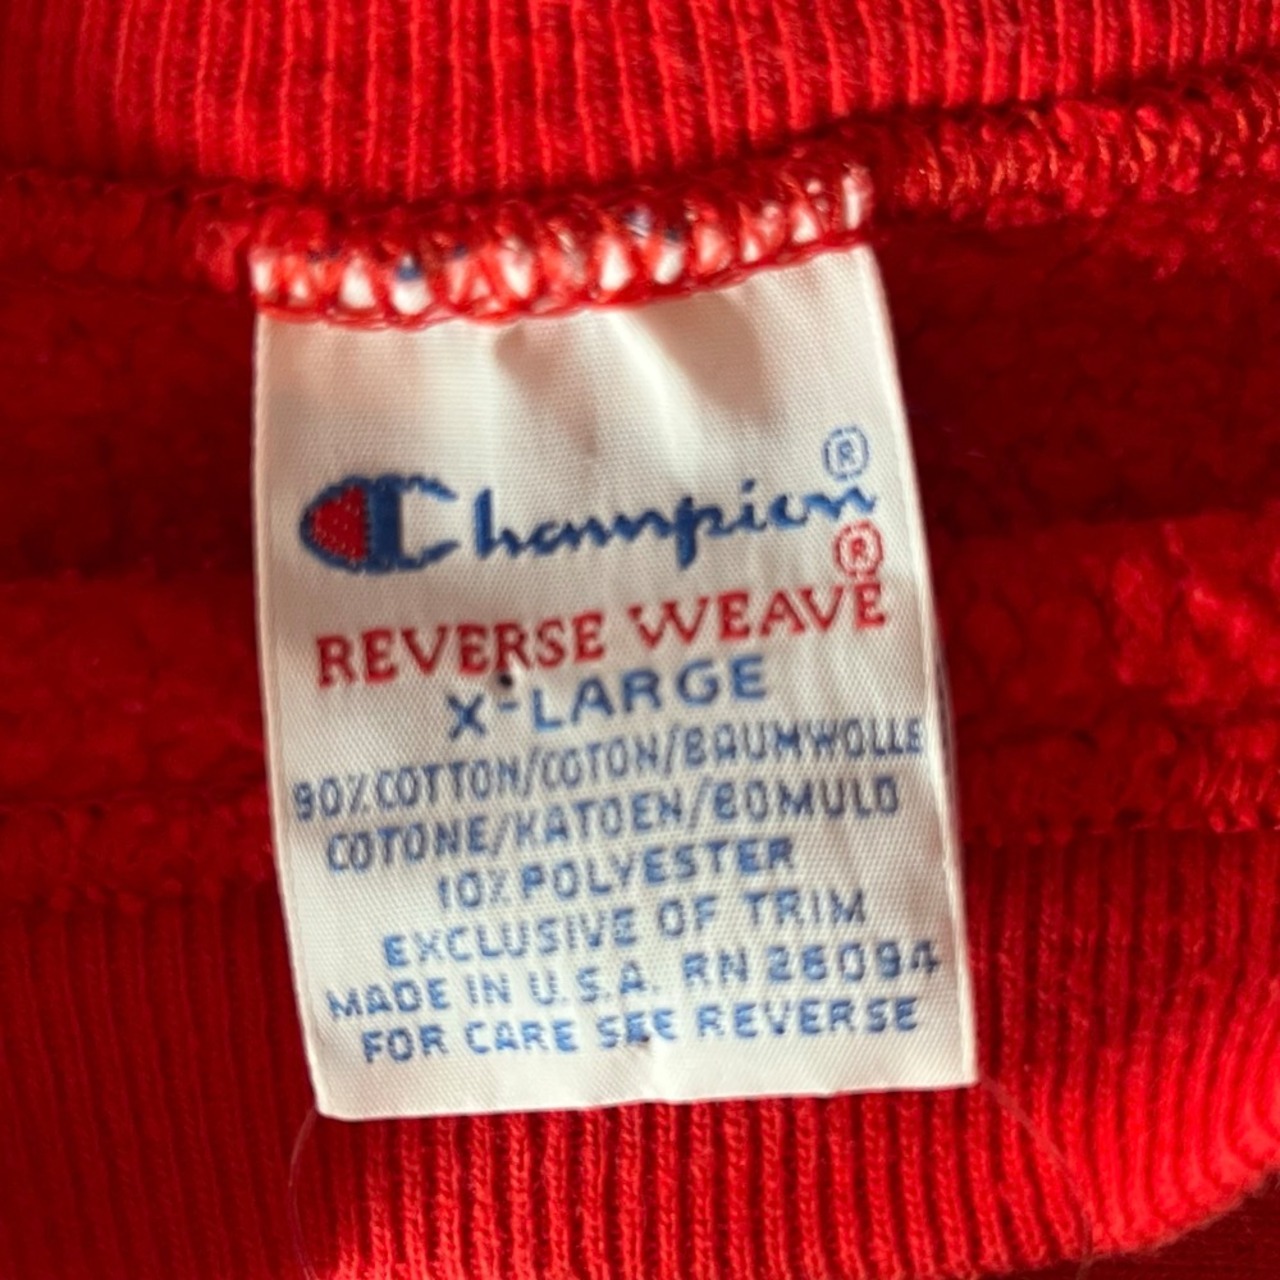 Champion®
REVERSE WEAVE®
X-LARGE
90% COTTON/COTON/BAUMWOLLE
COTONE/KATOEN/BOMULD
10% POLYESTER
EXCLUSIVE OF TRIM
MADE IN U.S.A. RN 26094
FOR CARE SEE REVERSE